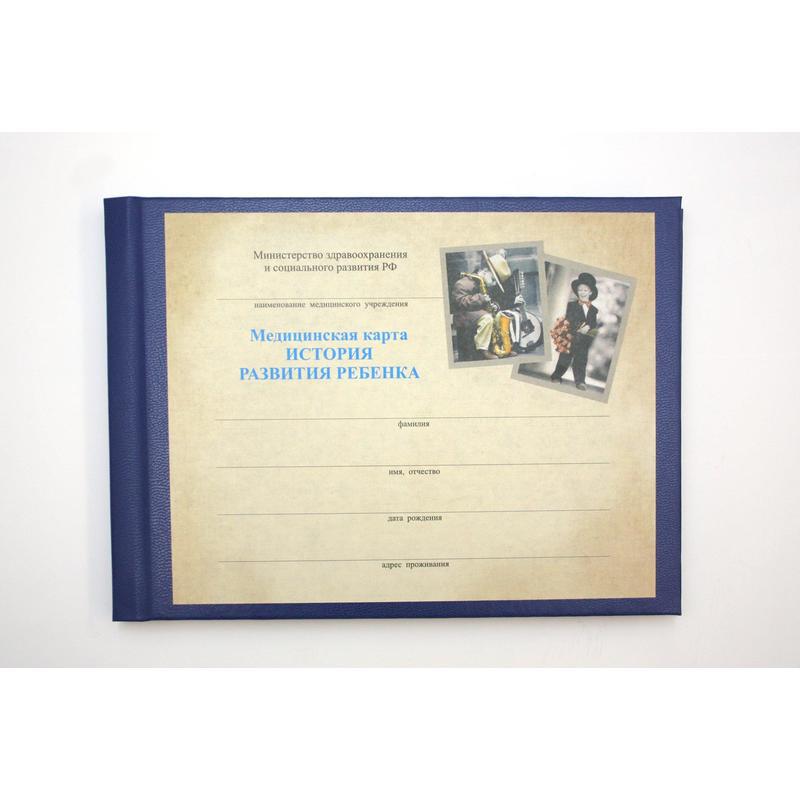 Министерство здравоохранения
и социального развития РФ
наименование медицинского учреждения
Медицинская карта
ИСТОРИЯ
РАЗВИТИЯ РЕБЕНКА
фамилия
имя, отчество
дата рождения
адрес проживания